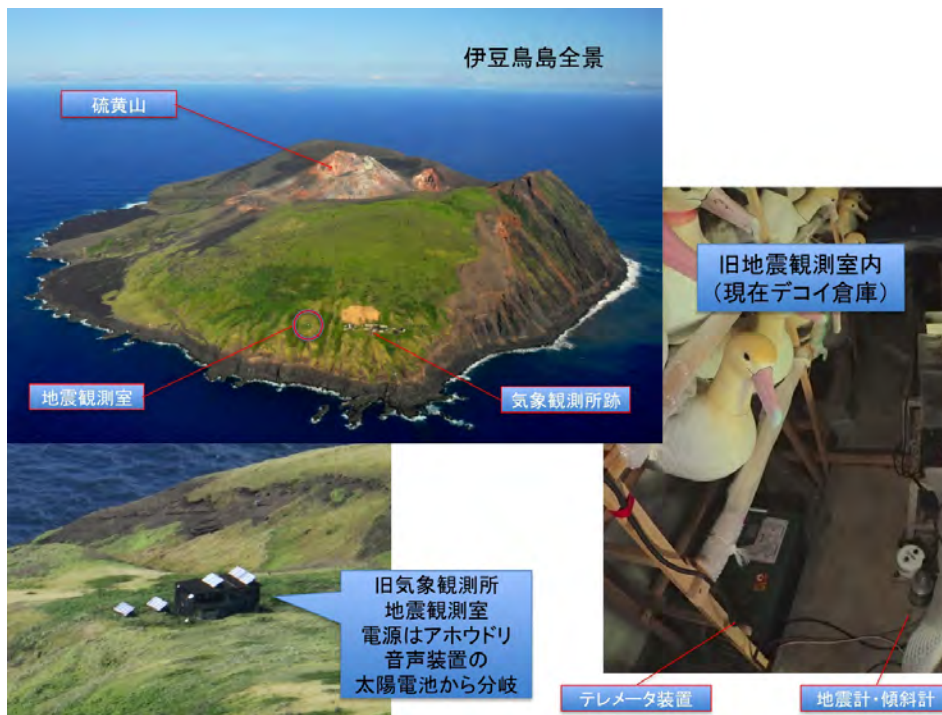 伊豆鳥島全景
硫黄山
地震観測室
気象観測所跡
旧地震観測室内
（現在デコイ倉庫）
旧気象観測所
地震観測室
電源はアホウドリ
音声装置の
太陽電池から分岐
テレメータ装置
地震計・傾斜計